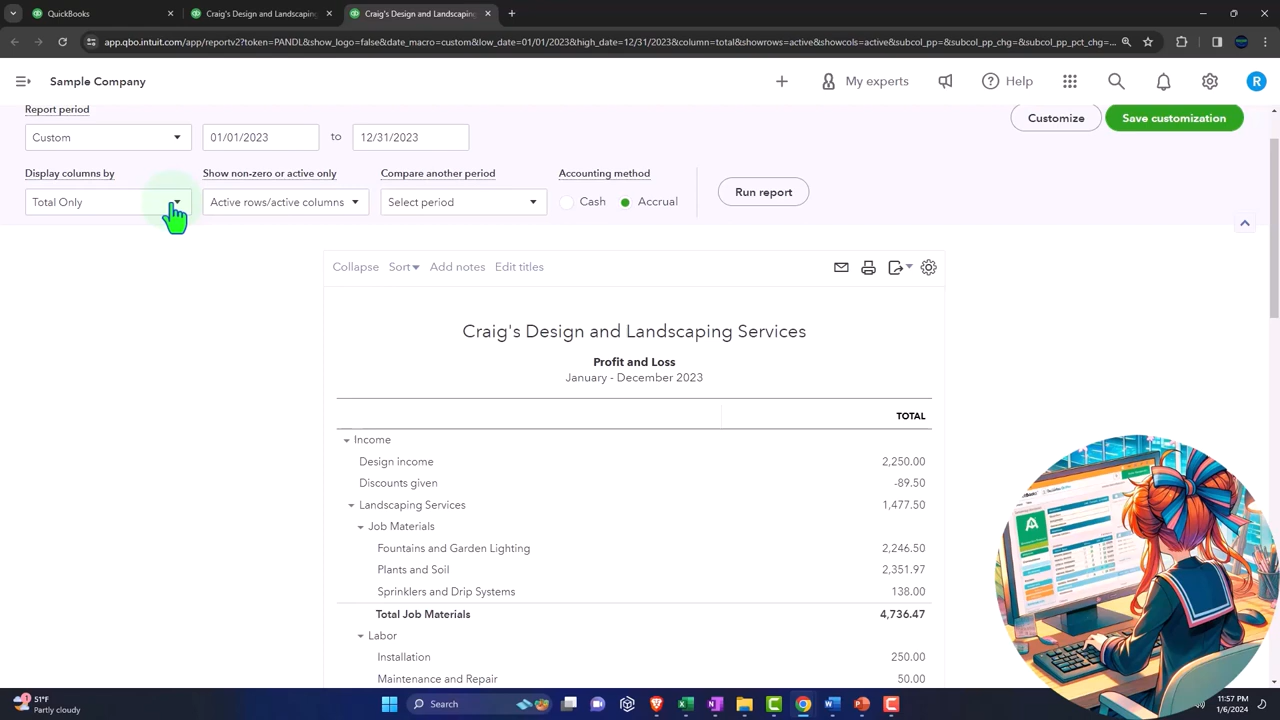 QuickBooks
Craig's Design and Landscaping
Craig's Design and Landscaping
app.qbo.intuit.com/app/reportv2?token=PANDL&show_logo=false&date_macro=custom&low_date=01/01/2023&high_date=12/31/2023&column=total&showrows=active&showcols=active&subcol_pp=&subcol_pp_chg=&subcol_pp_pct_chg=...
Sample Company
My experts
Help
R
Report period
Custom
01/01/2023
to
12/31/2023
Customize
Save customization
Display columns by
Show non-zero or active only
Compare another period
Accounting method
Total Only
Active rows/active columns
Select period
Cash
Accrual
Run report
Collapse
Sort
Add notes
Edit titles
Craig's Design and Landscaping Services
Profit and Loss
January - December 2023
TOTAL
Income
Design income 2,250.00
Discounts given -89.50
Landscaping Services 1,477.50
Job Materials
Fountains and Garden Lighting 2,246.50
Plants and Soil 2,351.97
Sprinklers and Drip Systems 138.00
Total Job Materials 4,736.47
Labor
Installation 250.00
Maintenance and Repair 50.00
51°F
Partly cloudy
Search
11:57 PM
1/6/2024